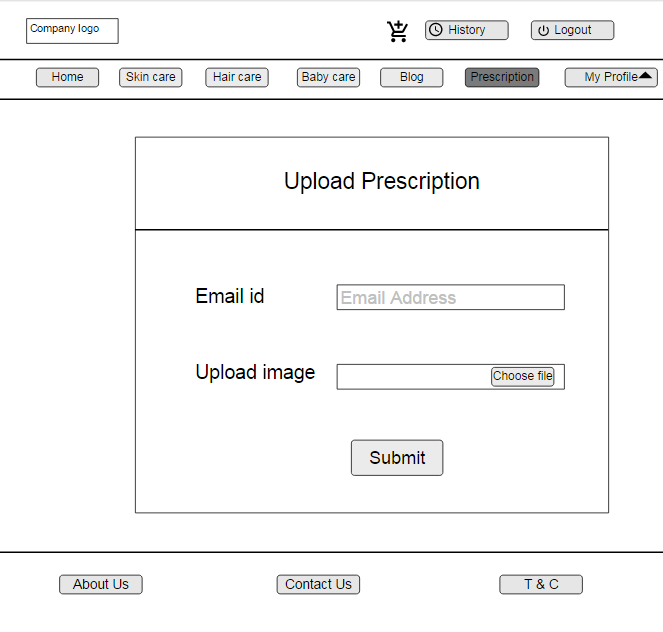 Company logo
History
Logout
Home
Skin care
Hair care
Baby care
Blog
Prescription
My Profile
Upload Prescription
Email id
Email Address
Upload image
Choose file
Submit
About Us
Contact Us
T & C